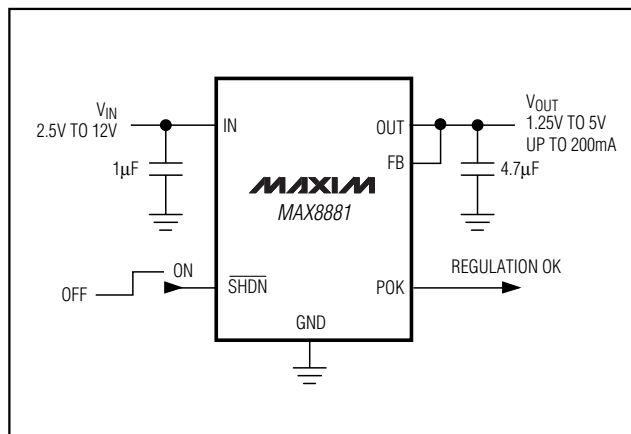 VIN
2.5V TO 12V
1µF
IN
OUT
FB
VOUT
1.25V TO 5V
UP TO 200mA
4.7µF
MAXIM
MAX8881
OFF
ON
SHDN
POK
REGULATION OK
GND